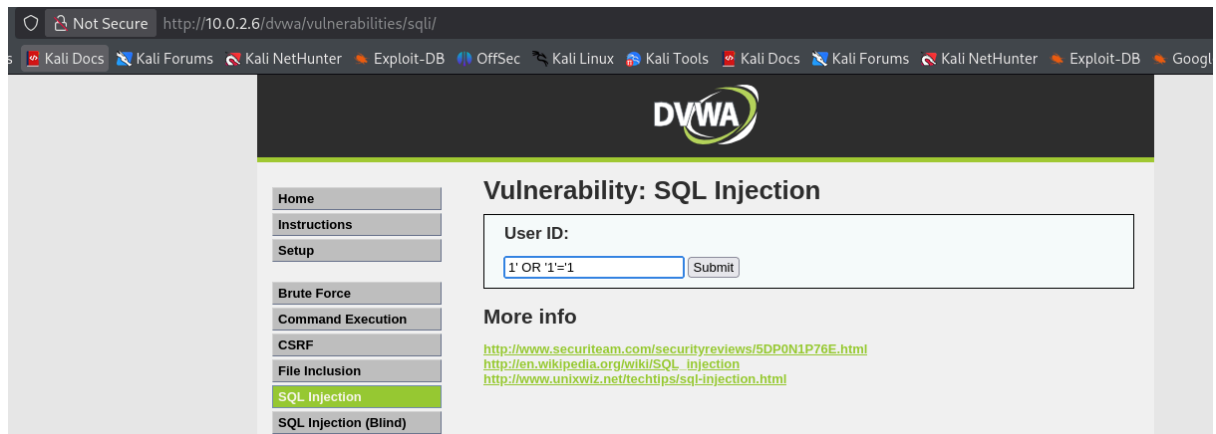 Not Secure http://10.0.2.6/dvwa/vulnerabilities/sqli/
s Kali Docs Kali Forums Kali NetHunter Exploit-DB OffSec Kali Linux Kali Tools Kali Docs Kali Forums Kali NetHunter Exploit-DB Googl
DVWA
Home
Instructions
Setup
Brute Force
Command Execution
CSRF
File Inclusion
SQL Injection
SQL Injection (Blind)
Vulnerability: SQL Injection
User ID:
1' OR '1'='1 Submit
More info
http://www.securiteam.com/securityreviews/5DP0N1P76E.html
http://en.wikipedia.org/wiki/SQL_injection
http://www.unixwiz.net/techtips/sql-injection.html